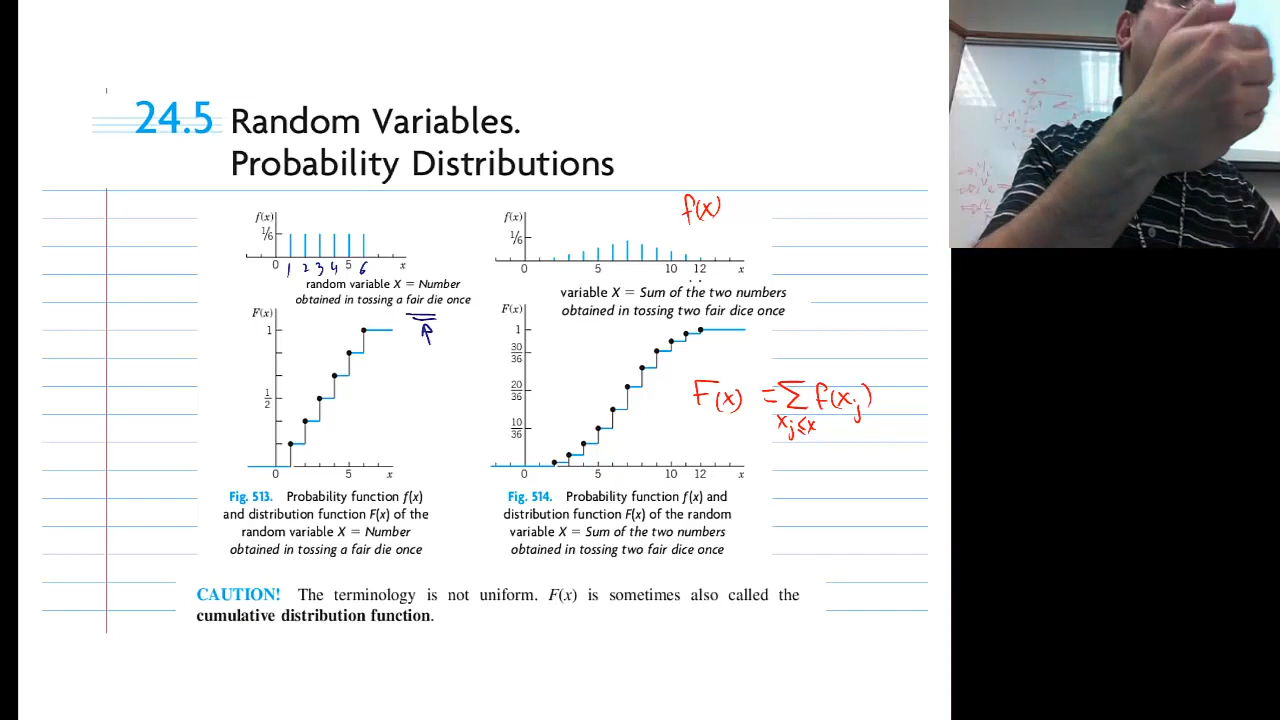 24.5 Random Variables.
Probability Distributions
f(x)
1/6
0 5 x
1 2 3 4 6
random variable X = Number
obtained in tossing a fair die once
F(x)
1
1/2
0 5 x
Fig. 513. Probability function f(x)
and distribution function F(x) of the
random variable X = Number
obtained in tossing a fair die once
f(x)
f(x)
1/6
0 5 10 12 x
variable X = Sum of the two numbers
obtained in tossing two fair dice once
F(x)
1
30/36
20/36
10/36
0 5 10 12 x
F(x) = Σ f(xj)
xj ≤ x
Fig. 514. Probability function f(x) and
distribution function F(x) of the random
variable X = Sum of the two numbers
obtained in tossing two fair dice once
CAUTION! The terminology is not uniform. F(x) is sometimes also called the
cumulative distribution function.